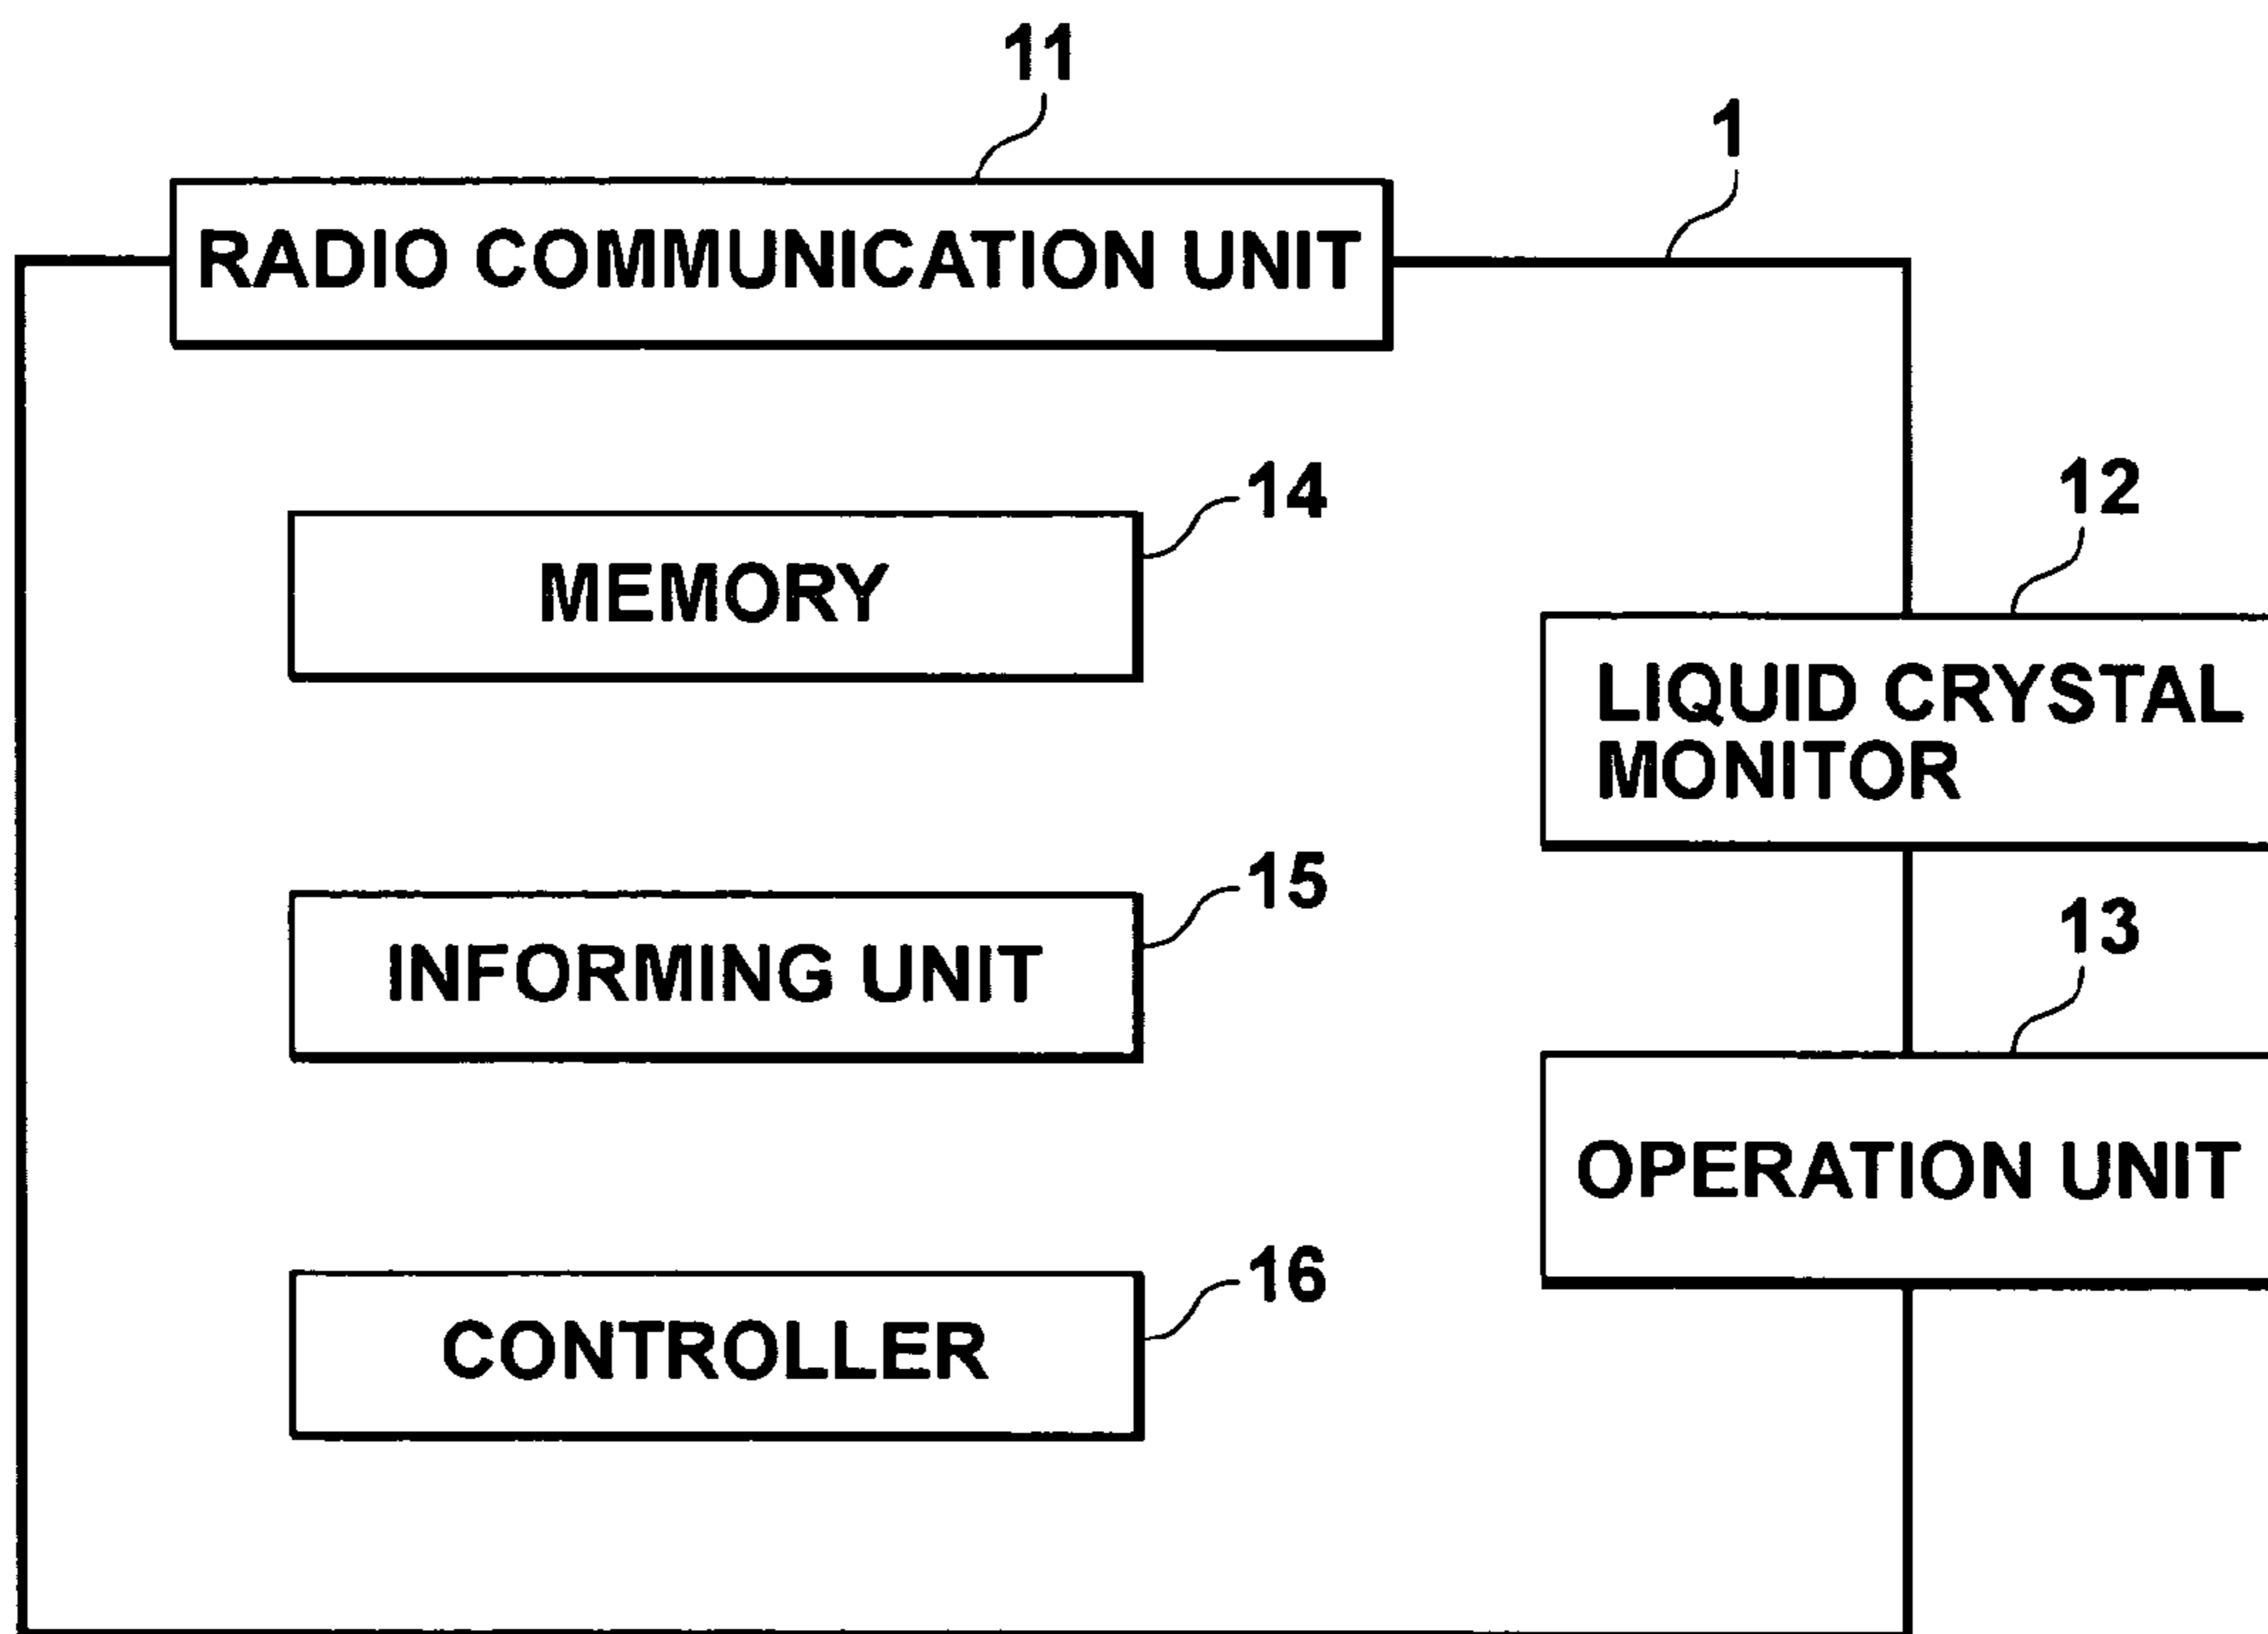 11
1
RADIO COMMUNICATION UNIT
14
12
MEMORY
LIQUID CRYSTAL
MONITOR
15
13
INFORMING UNIT
OPERATION UNIT
16
CONTROLLER